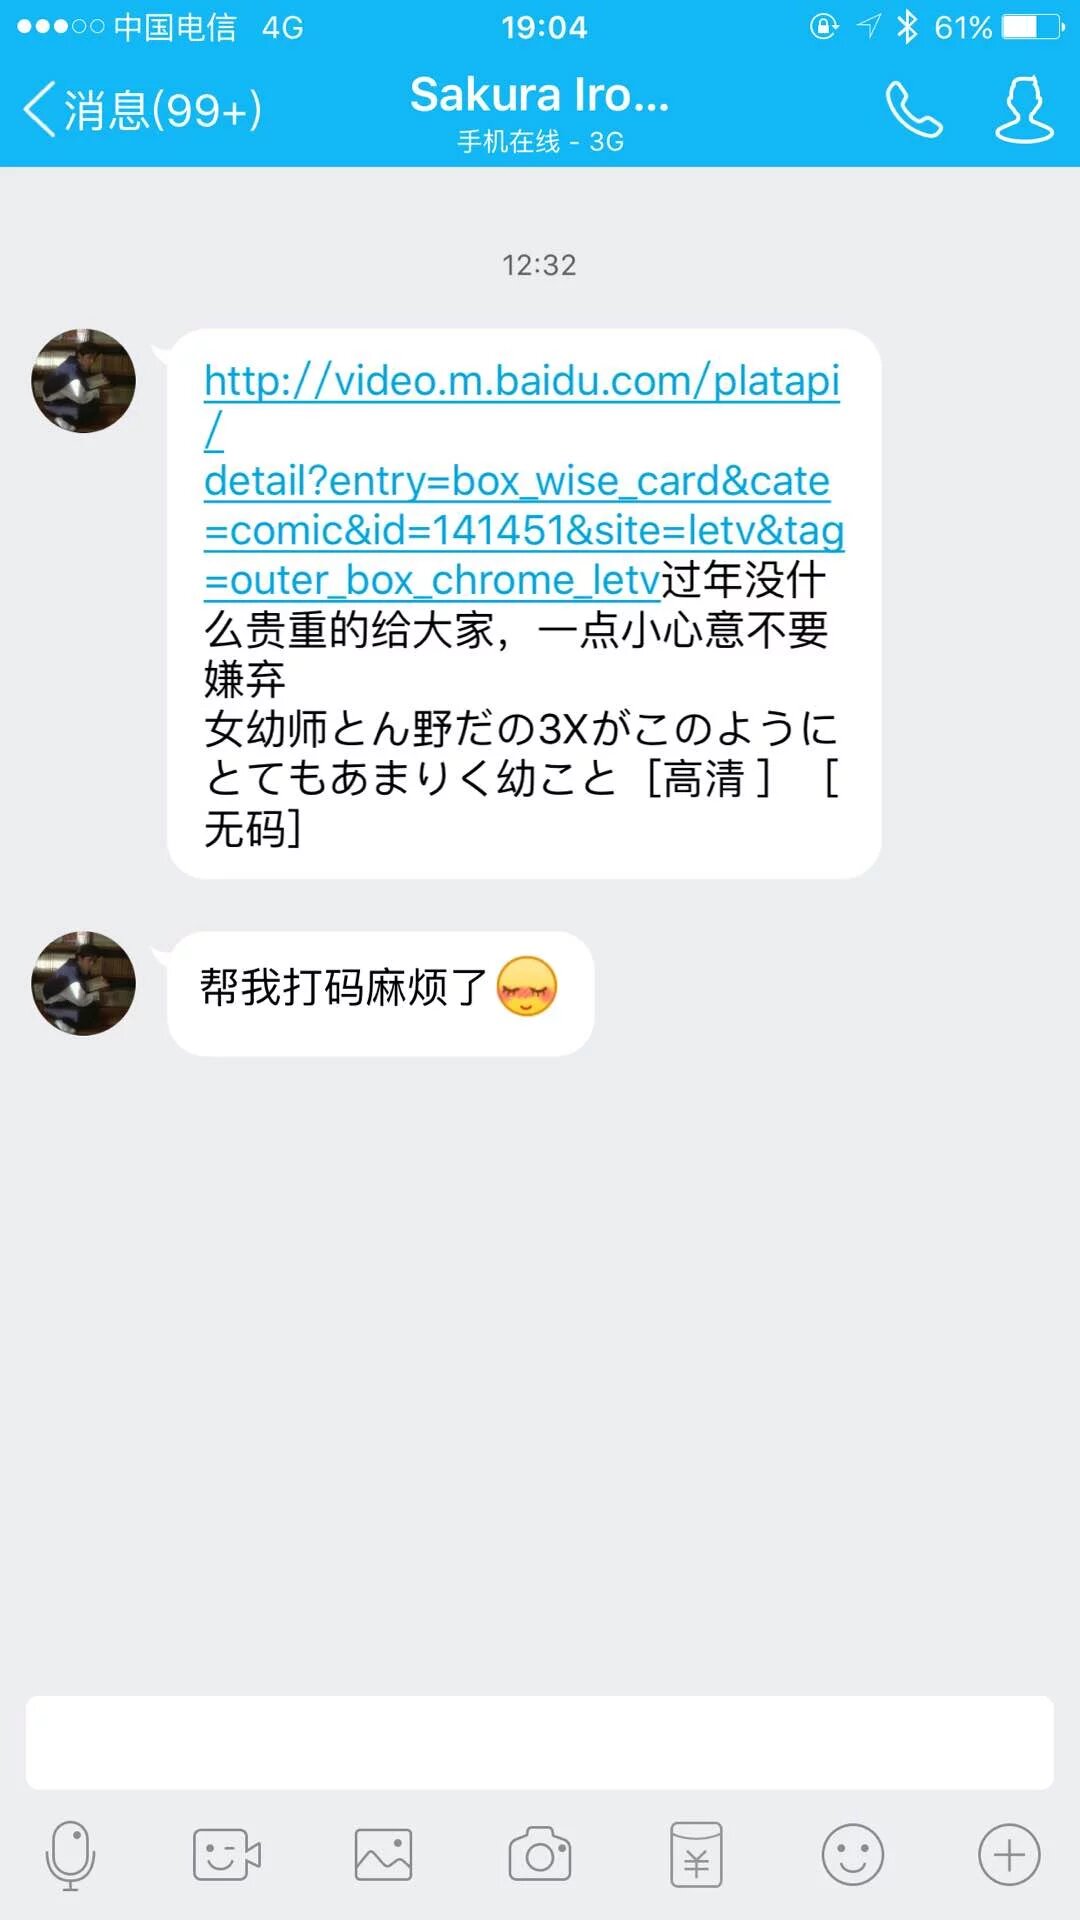 中国电信 4G 19:04 61%
消息(99+) Sakura Iro...
手机在线 - 3G
12:32
http://video.m.baidu.com/platapi
/
detail?entry=box_wise_card&cate
=comic&id=141451&site=letv&tag
=outer_box_chrome_letv过年没什
么贵重的给大家，一点小心意不要
嫌弃
女幼师とん野だの3Xがこのように
とてもあまりく幼こと［高清 ］ ［
无码］
帮我打码麻烦了